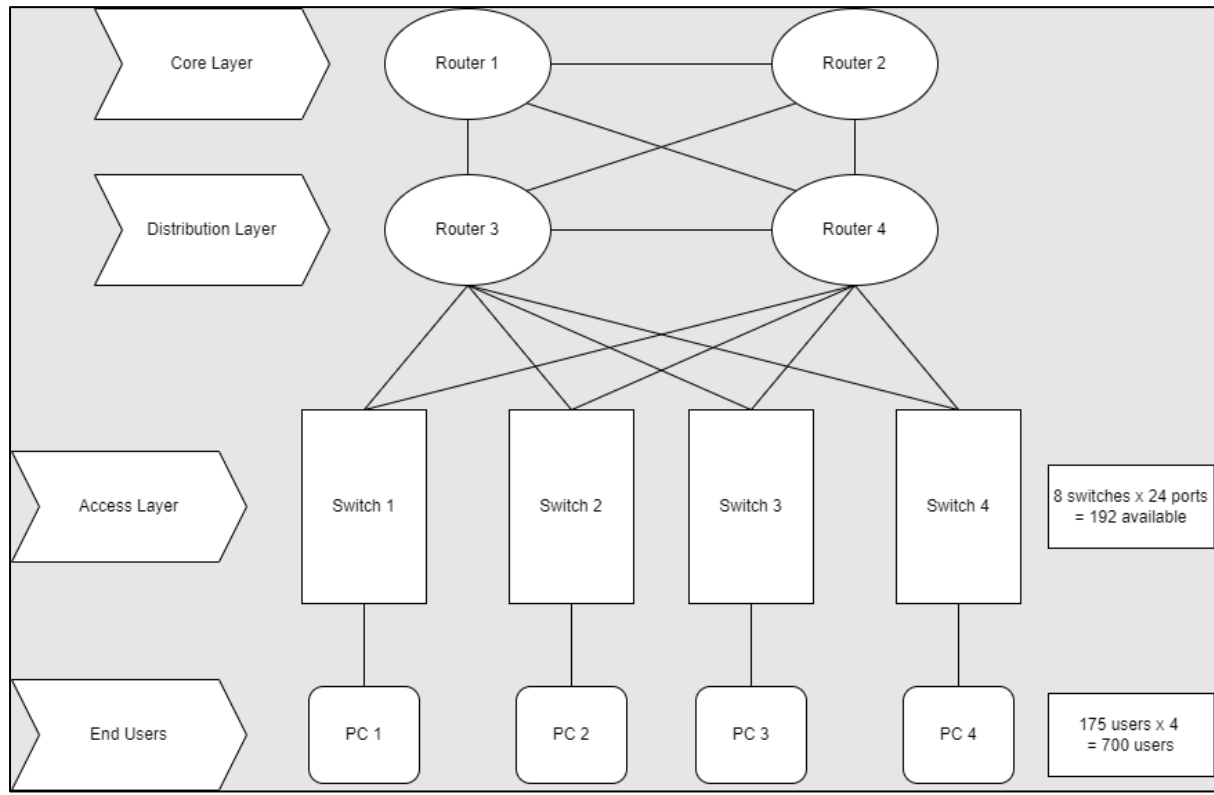 Core Layer
Router 1
Router 2
Distribution Layer
Router 3
Router 4
Access Layer
Switch 1
Switch 2
Switch 3
Switch 4
8 switches x 24 ports
= 192 available
End Users
PC 1
PC 2
PC 3
PC 4
175 users x 4
= 700 users